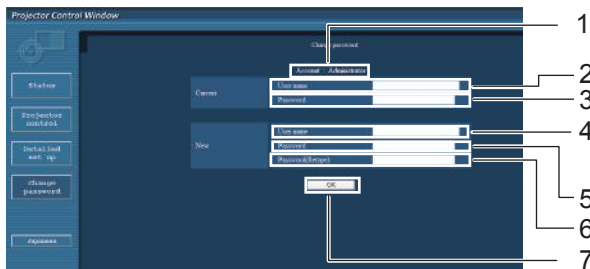 Projector Control Window
1
Change password
Account : Administrator
2
Status
Current
User name
Password
3
Projector control
4
User name
New
Password
Detailed set up
Password(Retype)
5
Change password
OK
6
Japanese
7